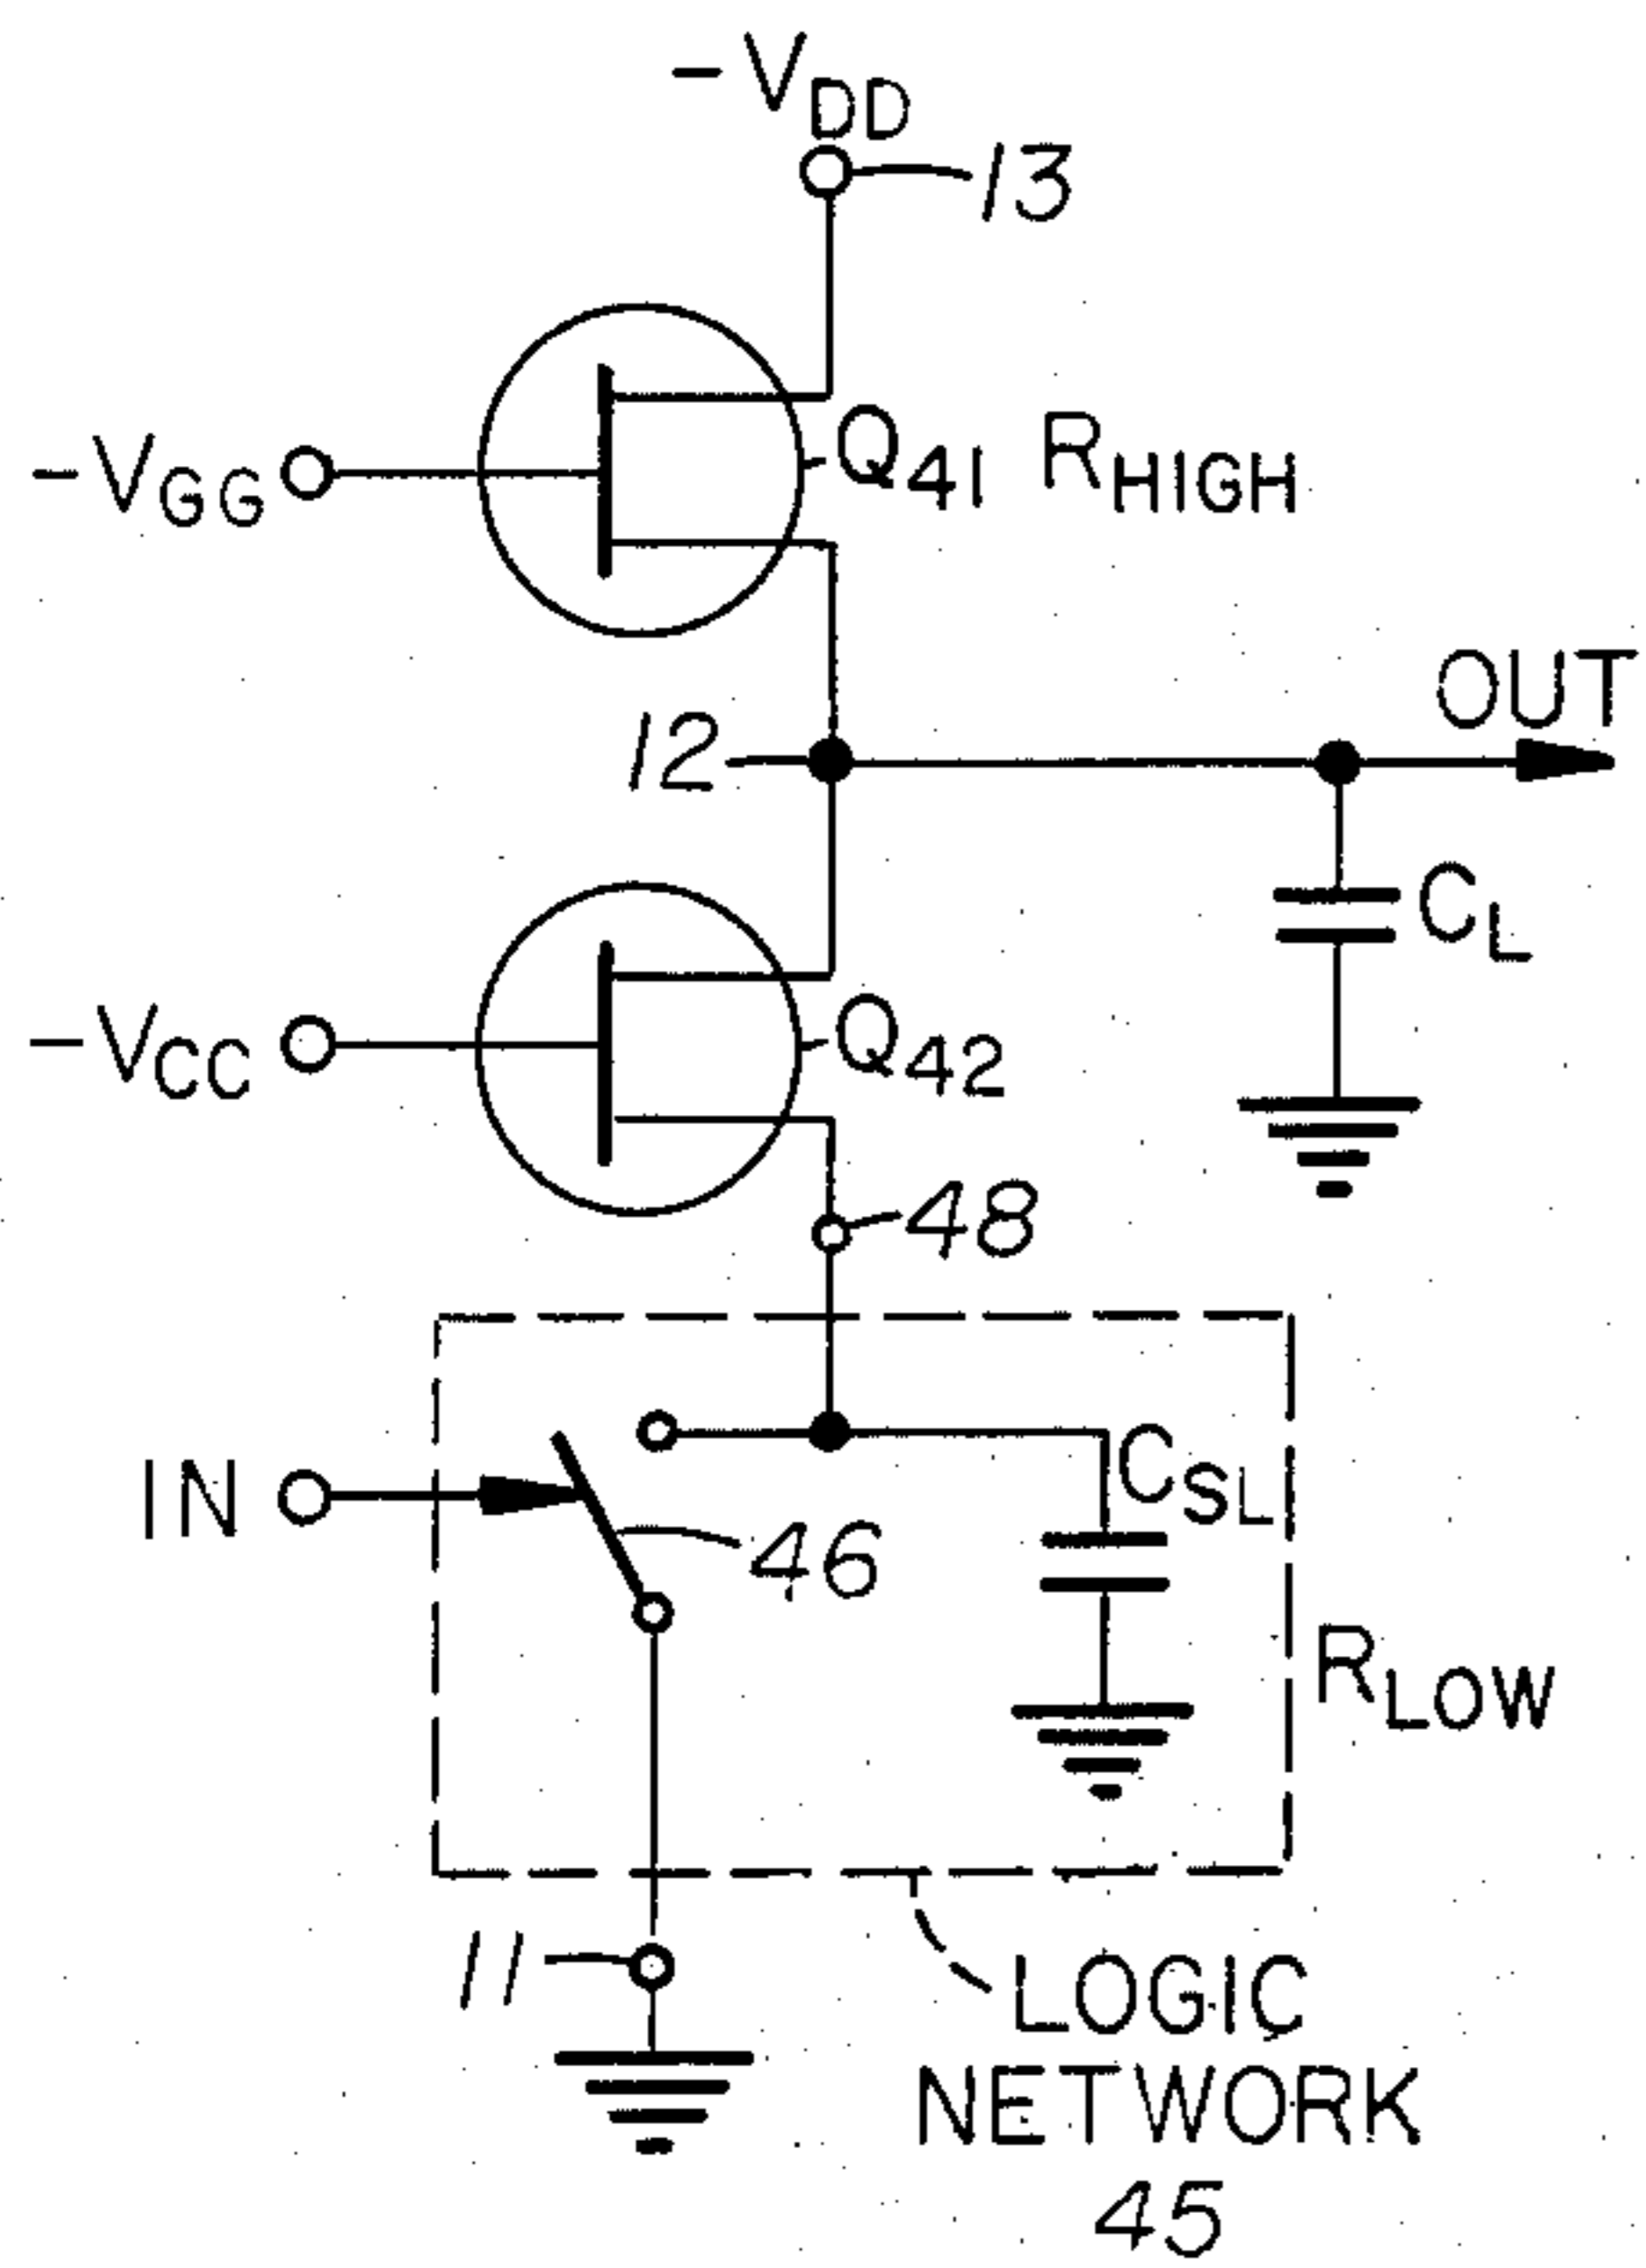 -VDD
13
-VGG
Q41 RHIGH
OUT
12
CL
-VCC
Q42
48
IN
CSL
46
RLOW
11
LOGIC
NETWORK
45